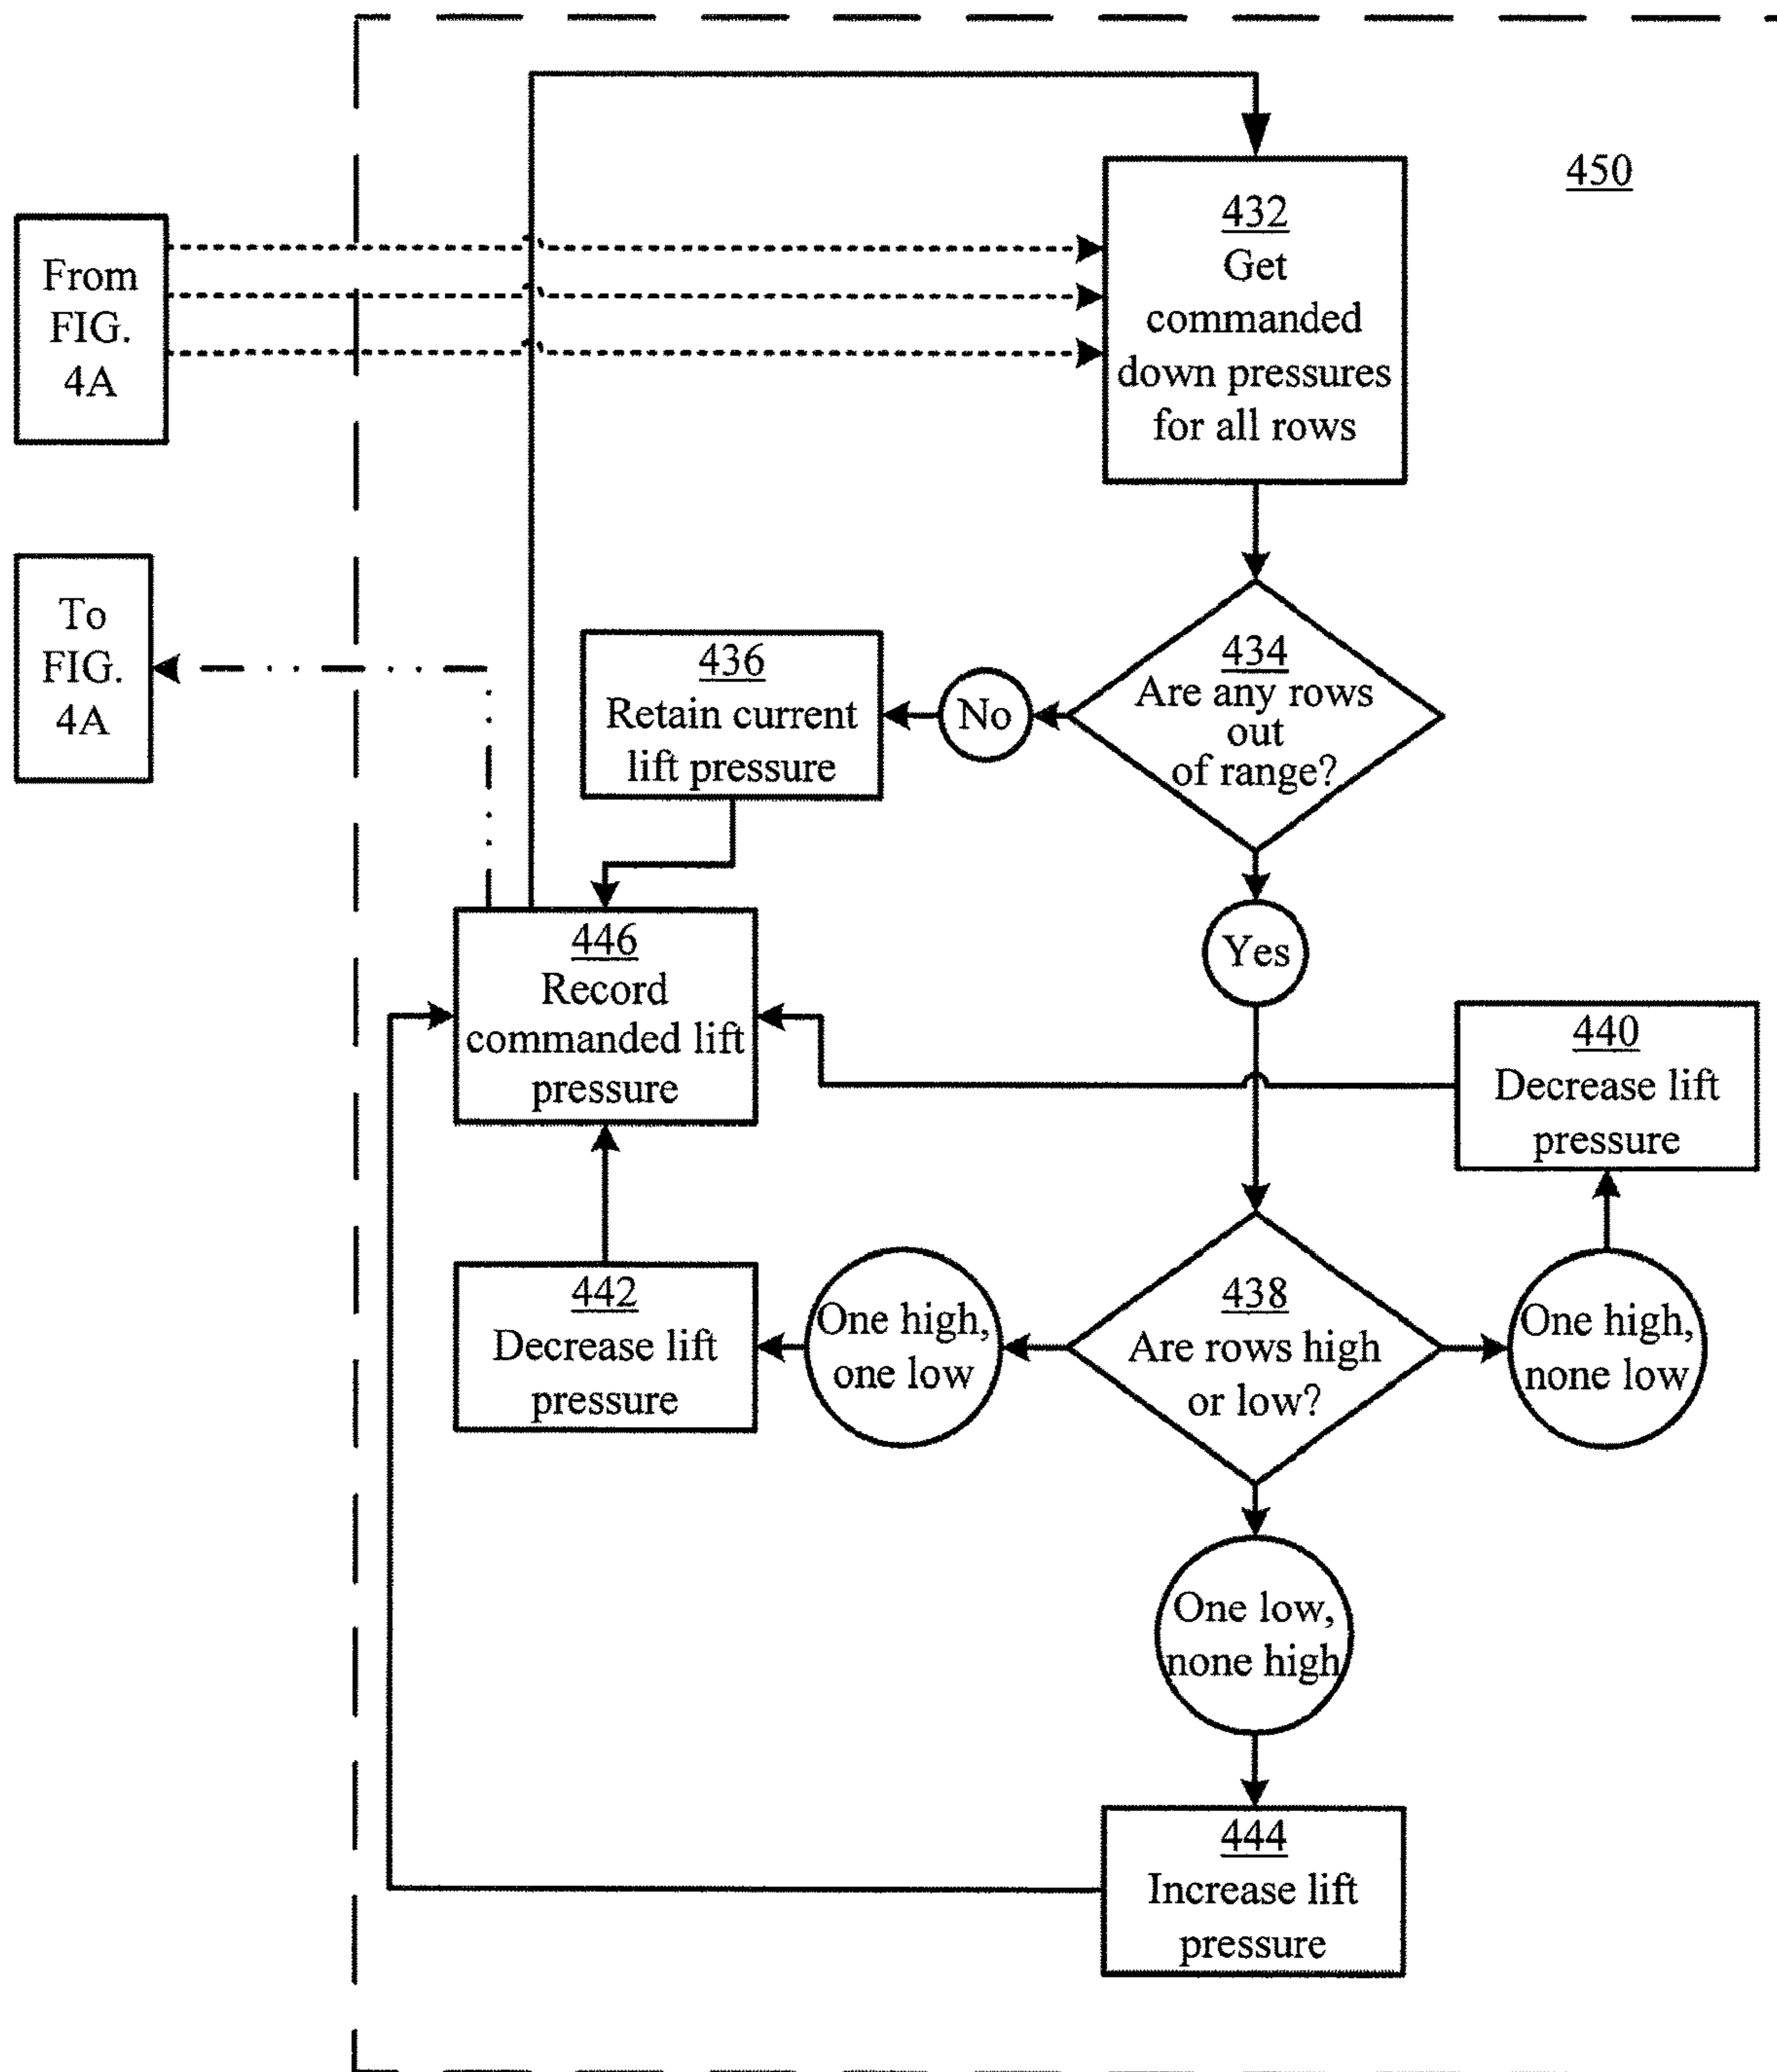 450
From
FIG.
4A
432
Get
commanded
down pressures
for all rows
To
FIG.
4A
434
Are any rows
out
of range?
No
436
Retain current
lift pressure
Yes
446
Record
commanded lift
pressure
440
Decrease lift
pressure
442
Decrease lift
pressure
One high,
one low
438
Are rows high
or low?
One high,
none low
One low,
none high
444
Increase lift
pressure